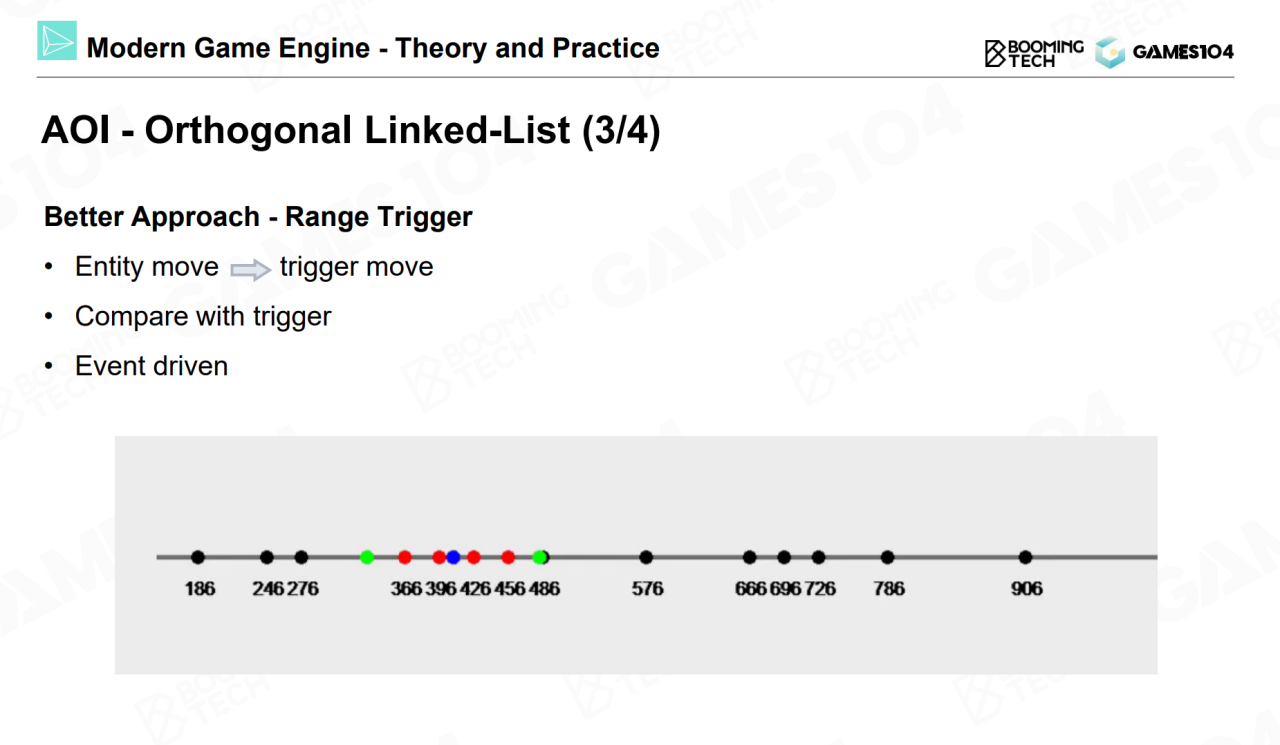 Modern Game Engine - Theory and Practice
BOOMING
TECH
GAMES104
AOI - Orthogonal Linked-List (3/4)
Better Approach - Range Trigger
• Entity move trigger move
• Compare with trigger
• Event driven
186 246 276 366 396 426 456 486 576 666 696 726 786 906